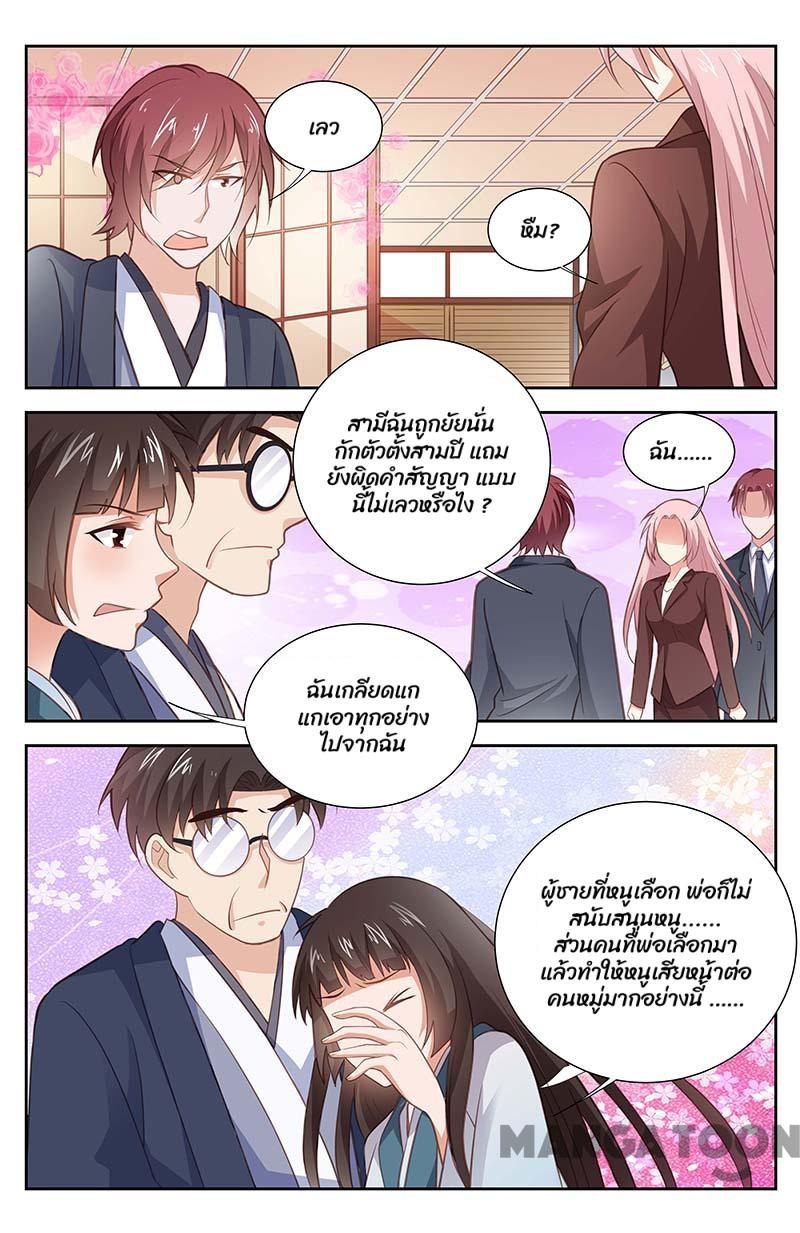 เลว
หืม?
สามีฉันถูกยัยนั่น
กักตัวตั้งสามปี แถม
ยังผิดคำสัญญา แบบ
นี้ไม่เลวหรือไง ?
ฉัน......
ฉันเกลียดแก
แกเอาทุกอย่าง
ไปจากฉัน
ผู้ชายที่หนูเลือก พ่อก็ไม่
สนับสนูนหนู......
ส่วนคนที่พ่อเลือกมา
แล้วทำให้หนูเสียหน้าต่อ
คนหมู่มากอย่างนี้ ......
MANGATOON